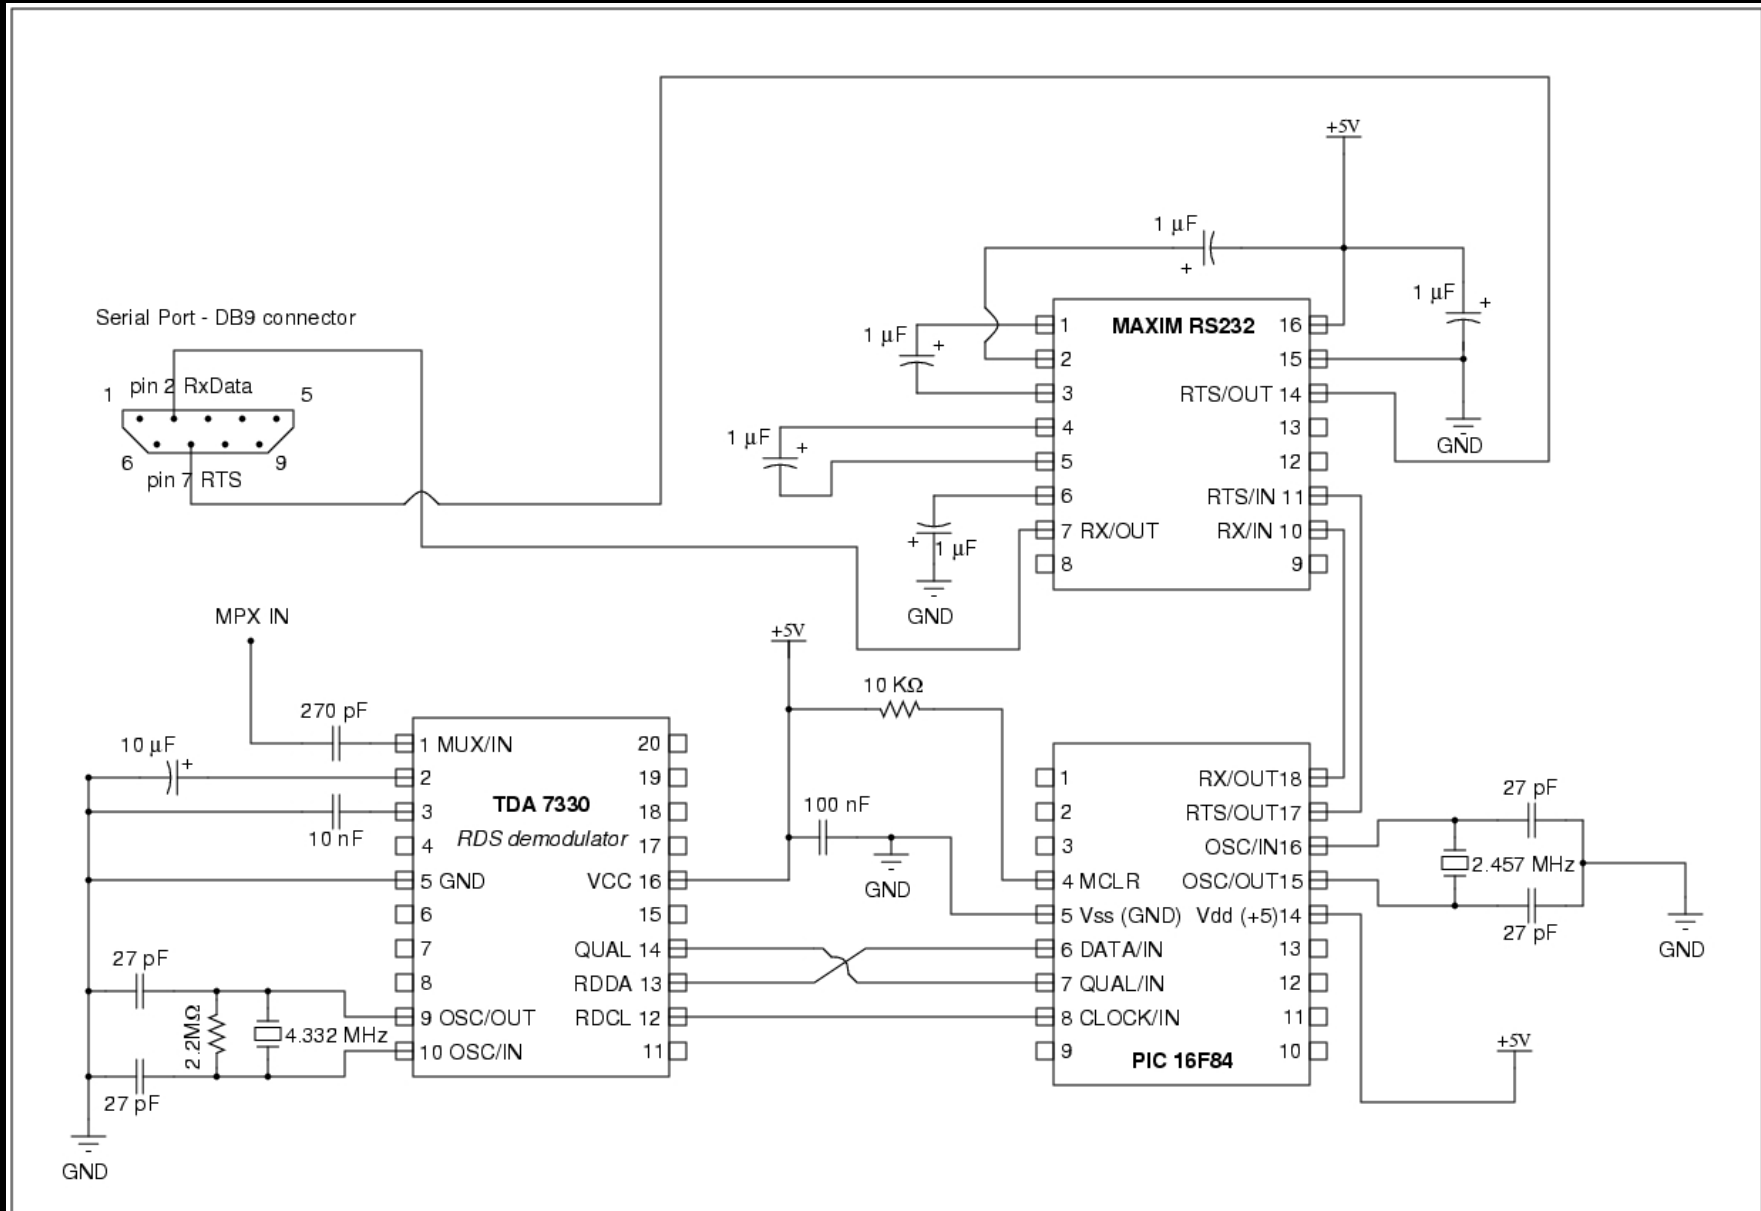 +5V
1 µF
+
1 µF
+
Serial Port - DB9 connector
1
pin 2 RxData
5
6
pin 7 RTS
9
1 µF
+
1 µF
+
+
1 µF
GND
MAXIM RS232
1
2
3
4
5
6
7 RX/OUT
8
16
15
RTS/OUT 14
13
12
RTS/IN 11
RX/IN 10
9
GND
MPX IN
+5V
10 KΩ
270 pF
10 µF
+
10 nF
TDA 7330
RDS demodulator
1 MUX/IN
2
3
4
5 GND
6
7
8
9 OSC/OUT
10 OSC/IN
20
19
18
17
VCC 16
15
QUAL 14
RDDA 13
RDCL 12
11
100 nF
GND
27 pF
2.2MΩ
4.332 MHz
27 pF
GND
1
2
3
4 MCLR
5 Vss (GND)
6 DATA/IN
7 QUAL/IN
8 CLOCK/IN
9
RX/OUT18
RTS/OUT17
OSC/IN16
OSC/OUT15
Vdd (+5)14
13
12
11
10
PIC 16F84
27 pF
2.457 MHz
27 pF
GND
+5V